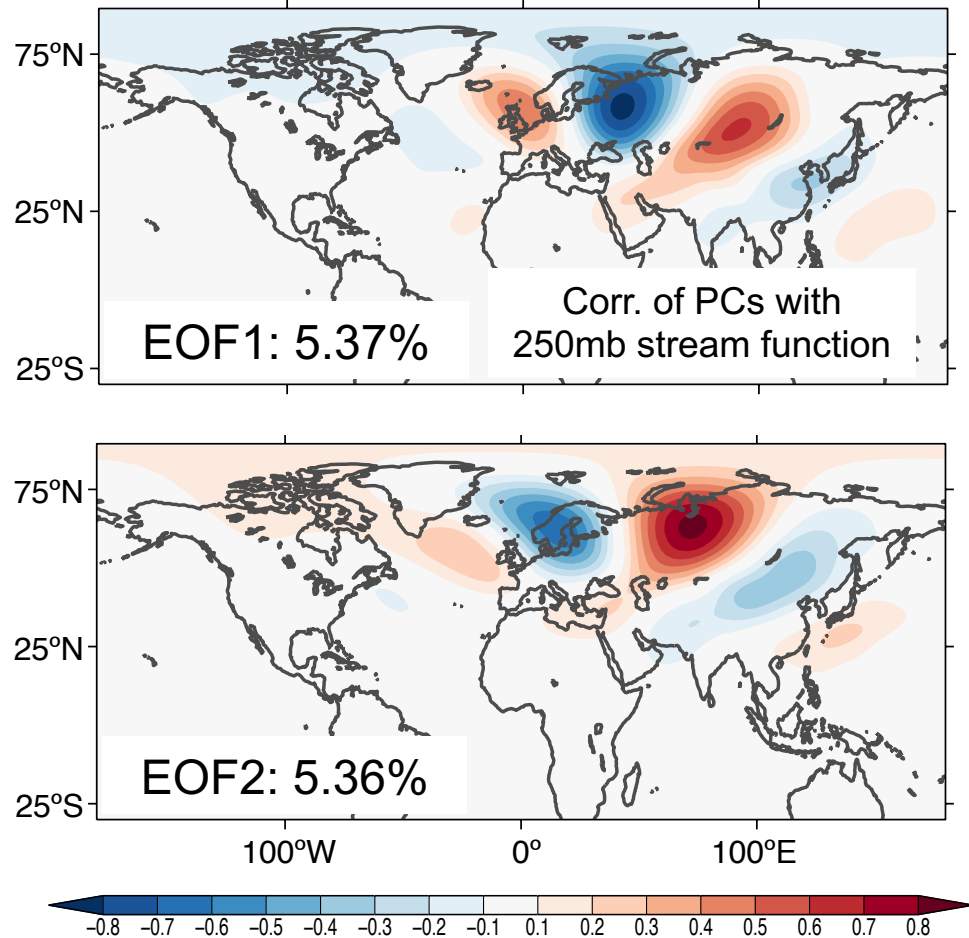 75ºN
25ºN
25ºS
EOF1: 5.37%
Corr. of PCs with
250mb stream function
75ºN
25ºN
25ºS
EOF2: 5.36%
100ºW 0º 100ºE
−0.8 −0.7 −0.6 −0.5 −0.4 −0.3 −0.2 −0.1 0.1 0.2 0.3 0.4 0.5 0.6 0.7 0.8